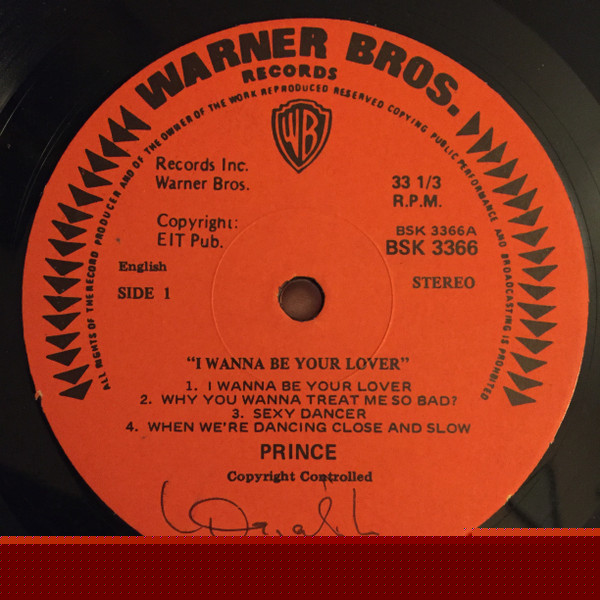 WARNER BROS.
RECORDS
ALL RIGHTS OF THE RECORD PRODUCER AND OF THE OWNER OF THE WORK REPRODUCED RESERVED COPYING PUBLIC PERFORMANCE AND BROADCASTING IS PROHIBITED
WB
Records Inc.
Warner Bros.
33 1/3
R.P.M.
Copyright:
EIT Pub.
BSK 3366A
BSK 3366
English
SIDE 1
STEREO
"I WANNA BE YOUR LOVER"
1. I WANNA BE YOUR LOVER
2. WHY YOU WANNA TREAT ME SO BAD?
3. SEXY DANCER
4. WHEN WE'RE DANCING CLOSE AND SLOW
PRINCE
Copyright Controlled